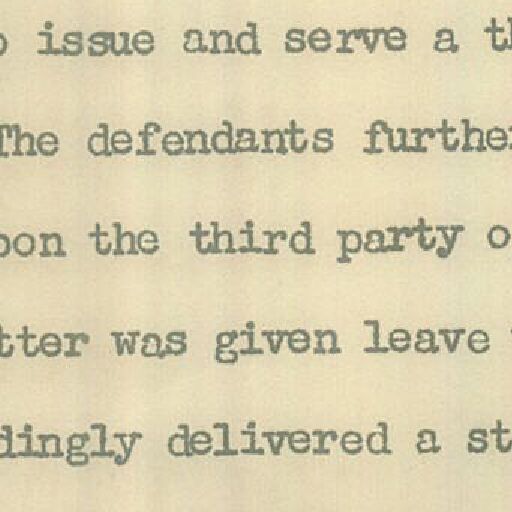 o issue and serve a th
The defendants further
pon the third party o
tter was given leave
dingly delivered a st